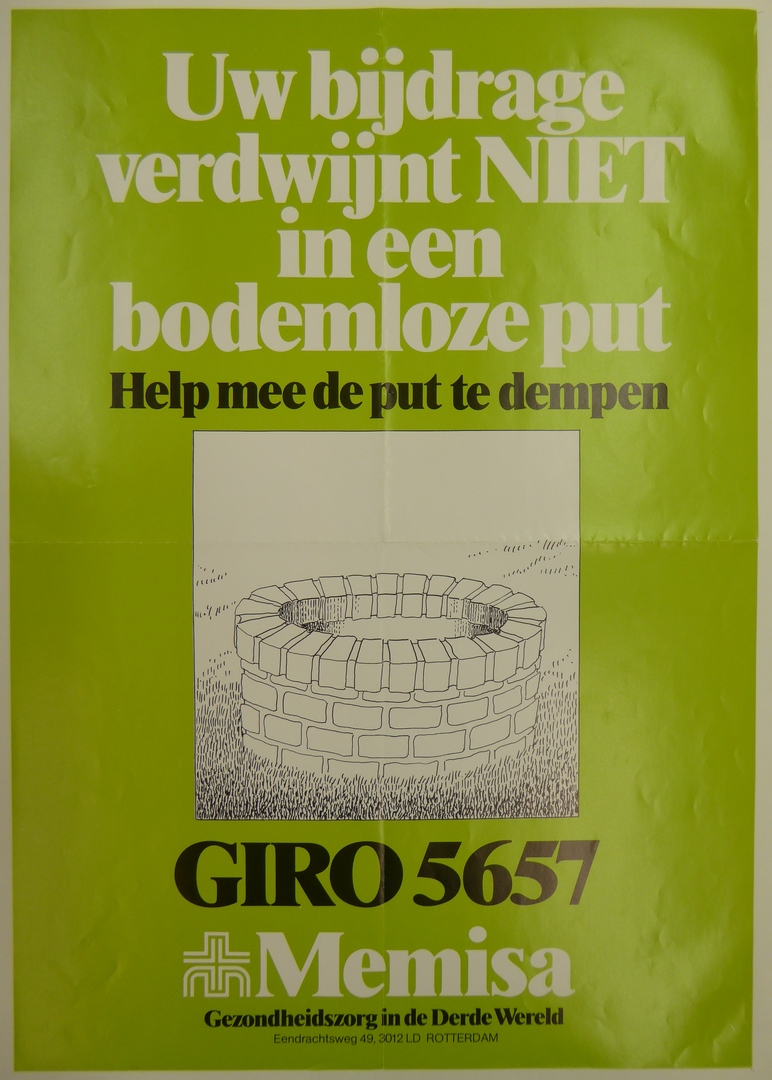 Uw bijdrage
verdwijnt NIET
in een
bodemloze put
Help mee de put te dempen
GIRO 5657
Memisa
Gezondheidszorg in de Derde Wereld
Eendrachtsweg 49, 3012 LD ROTTERDAM